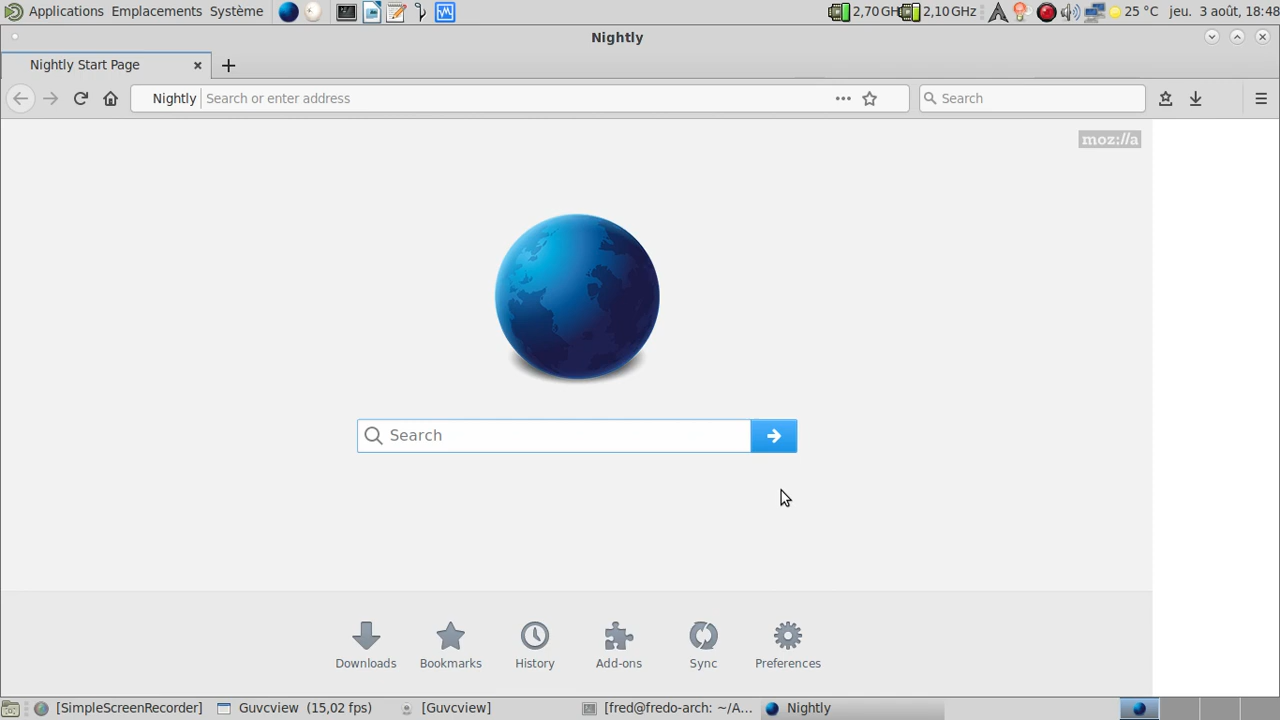 Applications Emplacements Système 2,70 GH 2,10 GHz 25 °C jeu. 3 août, 18:48
Nightly
Nightly Start Page
Nightly Search or enter address Search
moz://a
Search
Downloads Bookmarks History Add-ons Sync Preferences
[SimpleScreenRecorder] Guvcview (15,02 fps) [Guvcview] [fred@fredo-arch: ~/A... Nightly